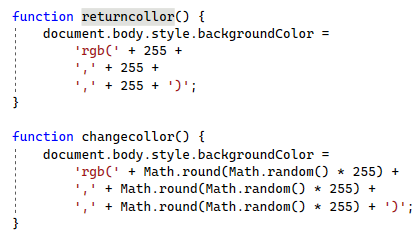 function returncollor() {
    document.body.style.backgroundColor =
        'rgb(' + 255 +
        ',' + 255 +
        ',' + 255 + ')';
}
function changecollor() {
    document.body.style.backgroundColor =
        'rgb(' + Math.round(Math.random() * 255) +
        ',' + Math.round(Math.random() * 255) +
        ',' + Math.round(Math.random() * 255) + ')';
}